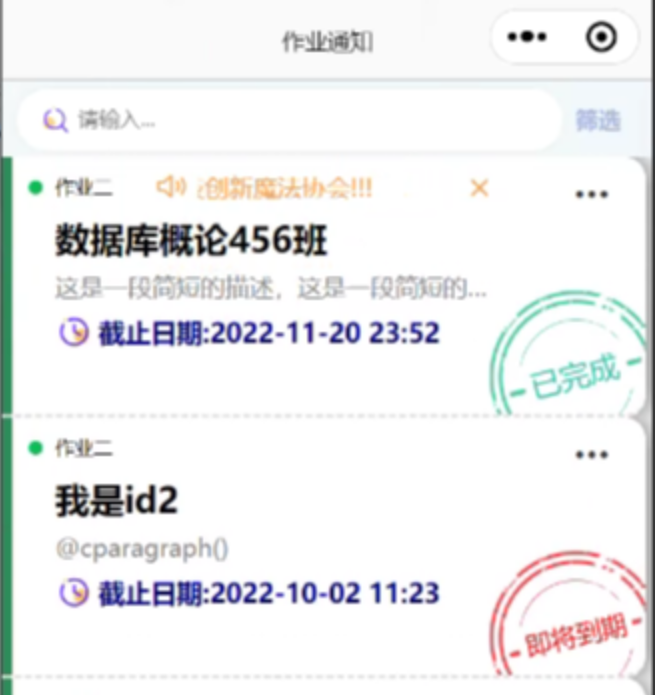 作业通知
请输入...
筛选
作业二
创新魔法协会!!!
数据库概论456班
这是一段简短的描述，这是一段简短的...
截止日期:2022-11-20 23:52
已完成
作业二
我是id2
@cparagraph()
截止日期:2022-10-02 11:23
即将到期